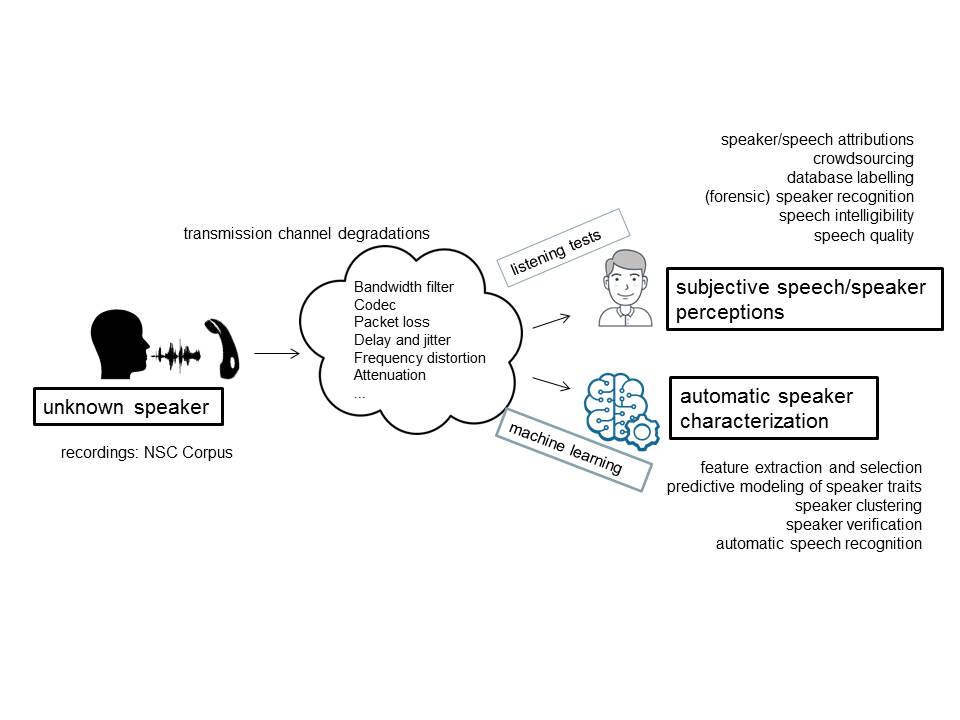 speaker/speech attributions
crowdsourcing
database labelling
(forensic) speaker recognition
speech intelligibility
speech quality
transmission channel degradations
listening tests
Bandwidth filter
Codec
Packet loss
Delay and jitter
Frequency distortion
Attenuation
...
subjective speech/speaker
perceptions
unknown speaker
recordings: NSC Corpus
automatic speaker
characterization
machine learning
feature extraction and selection
predictive modeling of speaker traits
speaker clustering
speaker verification
automatic speech recognition